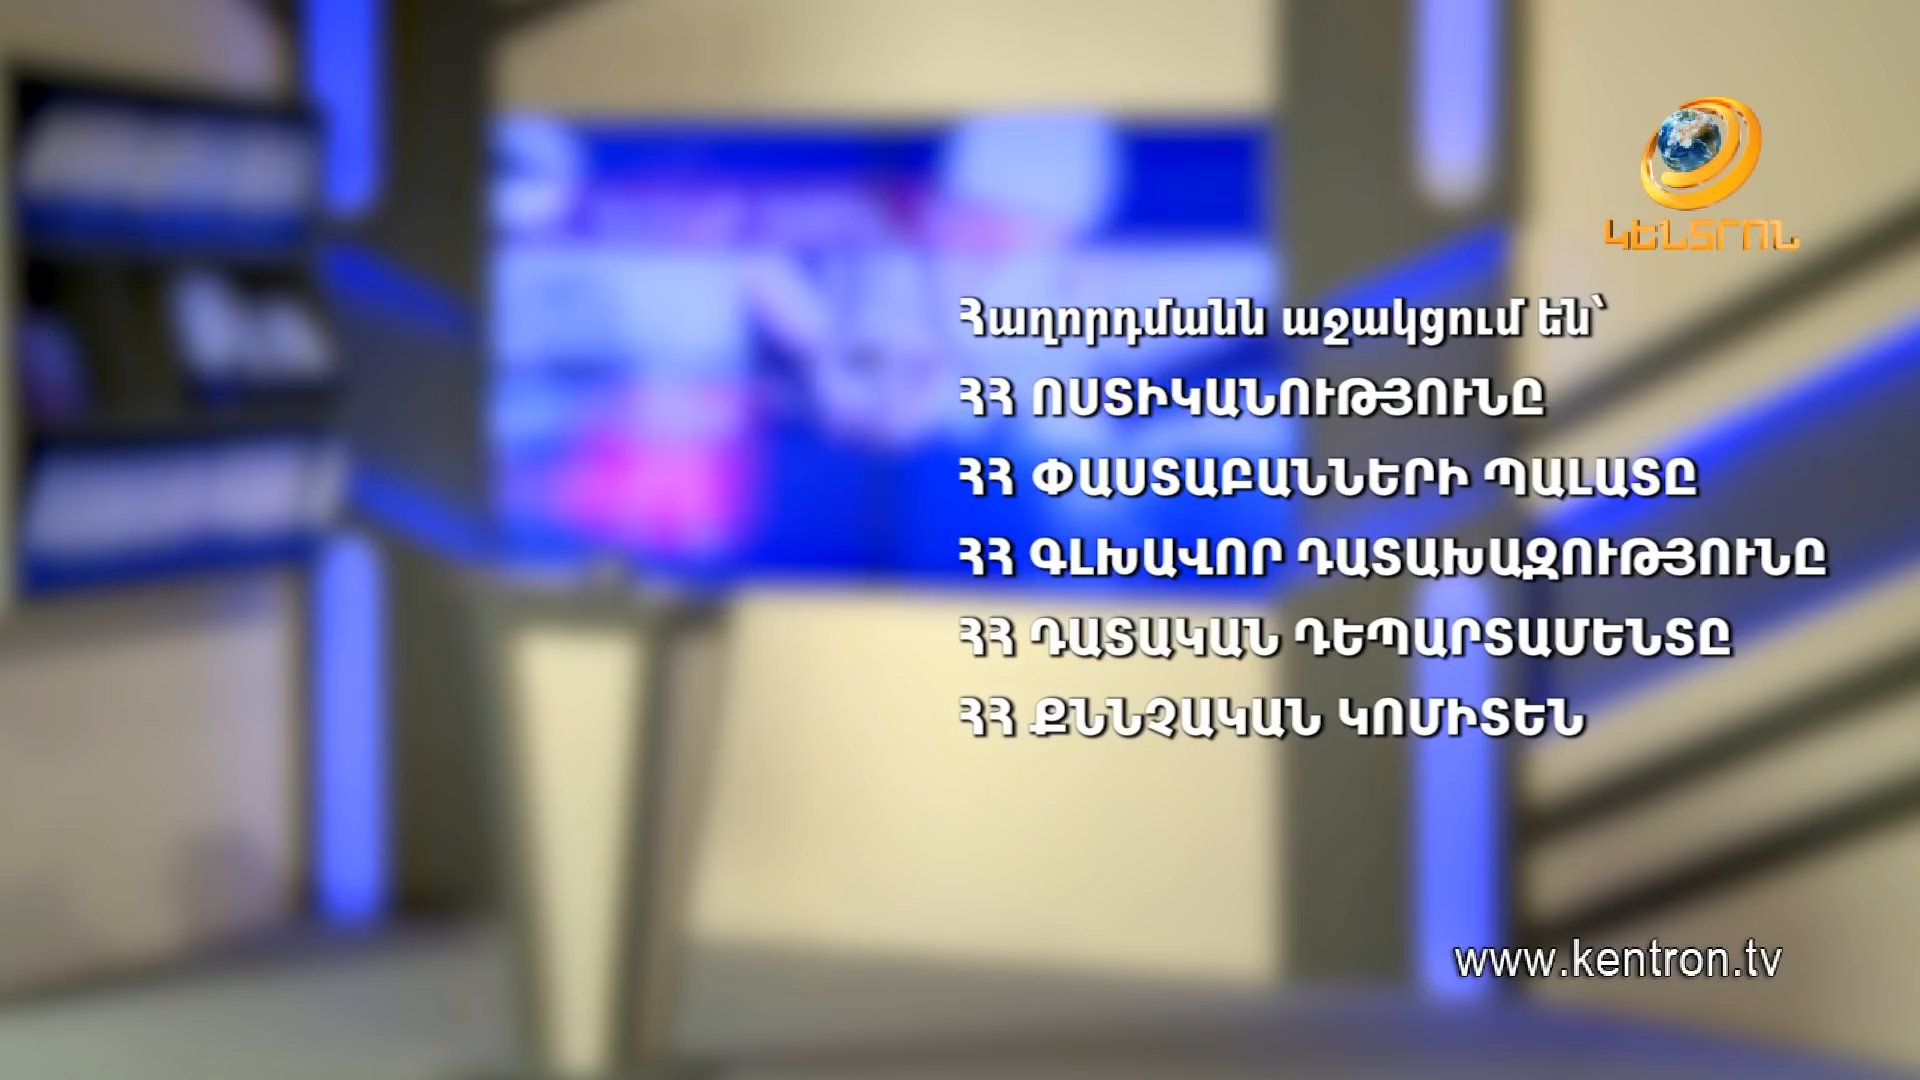 ԿԵՆՏՐՈՆ
Հաղորդմանն աջակցում են՝
ՀՀ ՈՍՏԻԿԱՆՈՒԹՅՈՒՆԸ
ՀՀ ՓԱՍՏԱԲԱՆՆԵՐԻ ՊԱԼԱՏԸ
ՀՀ ԳԼԽԱՎՈՐ ԴԱՏԱԽԱԶՈՒԹՅՈՒՆԸ
ՀՀ ԴԱՏԱԿԱՆ ԴԵՊԱՐՏԱՄԵՆՏԸ
ՀՀ ՔՆՆՉԱԿԱՆ ԿՈՄԻՏԵՆ
www.kentron.tv